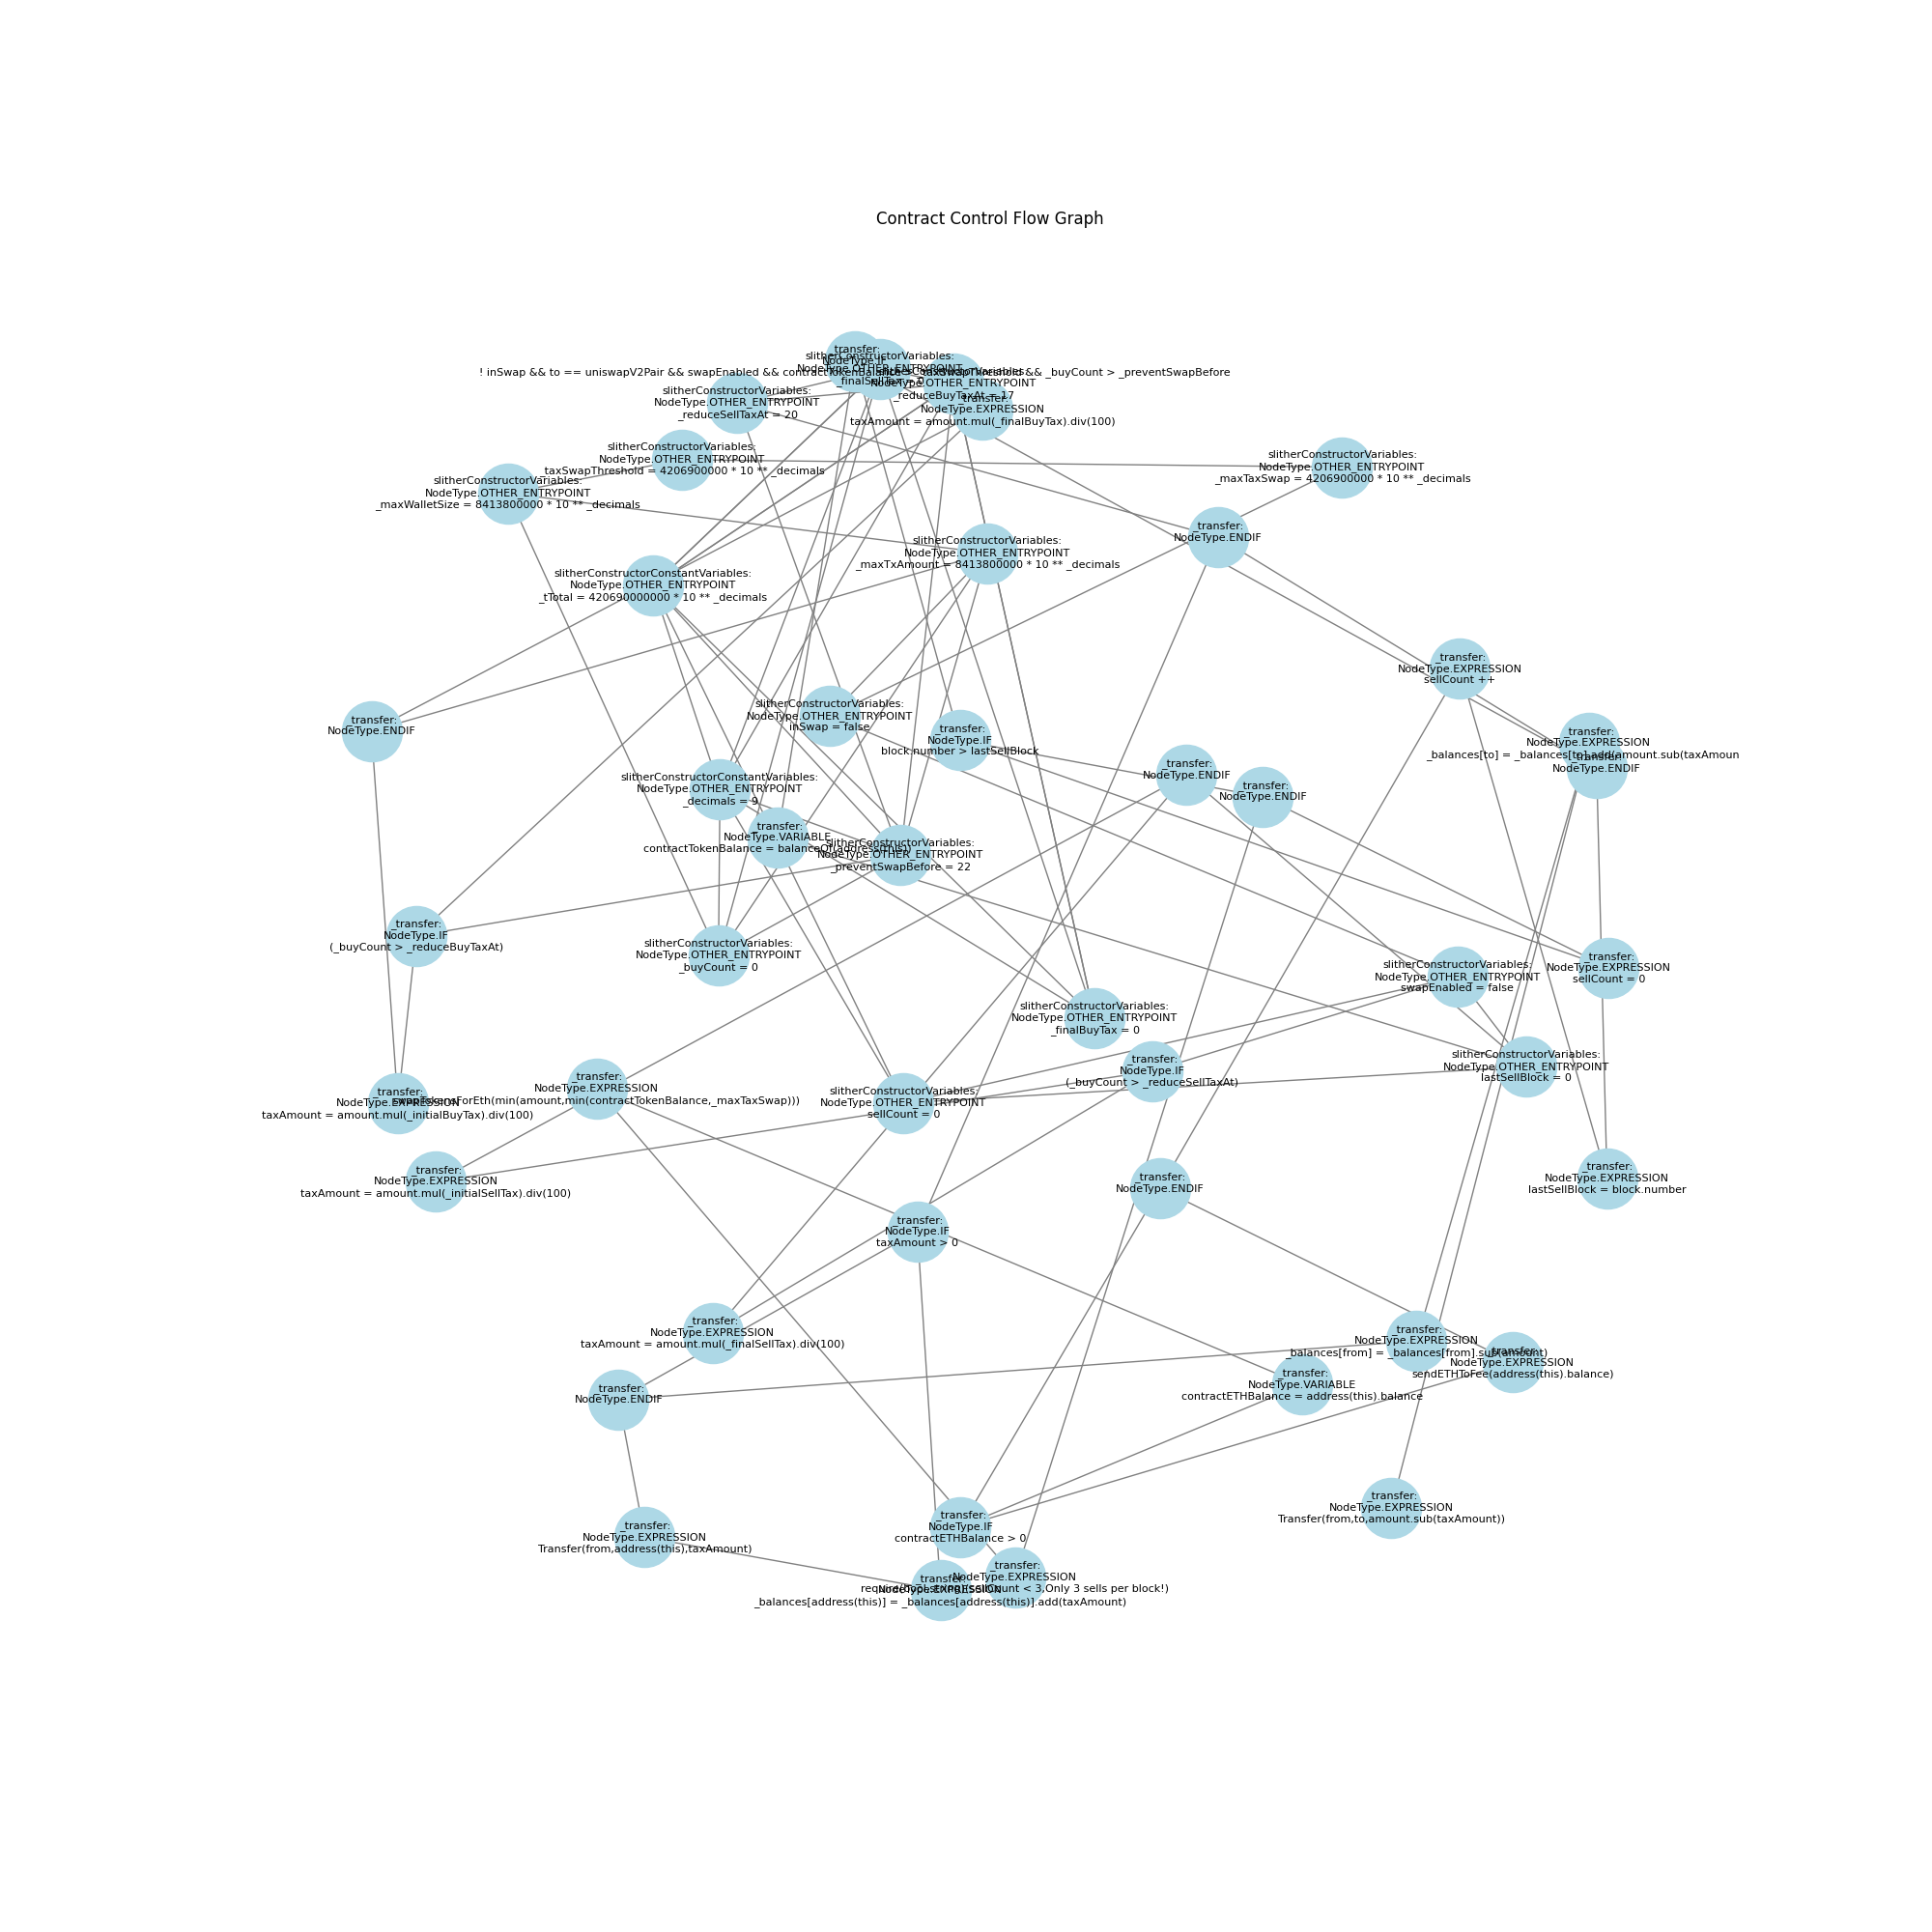 Contract Control Flow Graph
_transfer:
NodeType.IF
! inSwap && to == uniswapV2Pair && swapEnabled && contractTokenBalance > _taxSwapThreshold && _buyCount > _preventSwapBefore
slitherConstructorVariables:
NodeType.OTHER_ENTRYPOINT
_finalSellTax = 0
slitherConstructorVariables:
NodeType.OTHER_ENTRYPOINT
_reduceBuyTaxAt = 17
slitherConstructorVariables:
NodeType.OTHER_ENTRYPOINT
_reduceSellTaxAt = 20
_transfer:
NodeType.EXPRESSION
taxAmount = amount.mul(_finalBuyTax).div(100)
slitherConstructorVariables:
NodeType.OTHER_ENTRYPOINT
_taxSwapThreshold = 4206900000 * 10 ** _decimals
slitherConstructorVariables:
NodeType.OTHER_ENTRYPOINT
_maxTaxSwap = 4206900000 * 10 ** _decimals
slitherConstructorVariables:
NodeType.OTHER_ENTRYPOINT
_maxWalletSize = 8413800000 * 10 ** _decimals
_transfer:
NodeType.ENDIF
slitherConstructorVariables:
NodeType.OTHER_ENTRYPOINT
_maxTxAmount = 8413800000 * 10 ** _decimals
slitherConstructorConstantVariables:
NodeType.OTHER_ENTRYPOINT
_tTotal = 420690000000 * 10 ** _decimals
_transfer:
NodeType.EXPRESSION
sellCount ++
slitherConstructorVariables:
NodeType.OTHER_ENTRYPOINT
inSwap = false
_transfer:
NodeType.ENDIF
_transfer:
NodeType.IF
block.number > lastSellBlock
_transfer:
NodeType.EXPRESSION
_balances[to] = _balances[to].add(amount.sub(taxAmoun
_transfer:
NodeType.ENDIF
_transfer:
NodeType.ENDIF
slitherConstructorConstantVariables:
NodeType.OTHER_ENTRYPOINT
_decimals = 9
_transfer:
NodeType.ENDIF
_transfer:
NodeType.VARIABLE
contractTokenBalance = balanceOf(address(this))
slitherConstructorVariables:
NodeType.OTHER_ENTRYPOINT
_preventSwapBefore = 22
_transfer:
NodeType.IF
(_buyCount > _reduceBuyTaxAt)
slitherConstructorVariables:
NodeType.OTHER_ENTRYPOINT
_buyCount = 0
_transfer:
NodeType.EXPRESSION
sellCount = 0
slitherConstructorVariables:
NodeType.OTHER_ENTRYPOINT
swapEnabled = false
slitherConstructorVariables:
NodeType.OTHER_ENTRYPOINT
_finalBuyTax = 0
slitherConstructorVariables:
NodeType.OTHER_ENTRYPOINT
lastSellBlock = 0
_transfer:
NodeType.IF
(_buyCount > _reduceSellTaxAt)
_transfer:
NodeType.EXPRESSION
swapTokensForEth(min(amount,min(contractTokenBalance,_maxTaxSwap)))
_transfer:
NodeType.EXPRESSION
taxAmount = amount.mul(_initialBuyTax).div(100)
slitherConstructorVariables:
NodeType.OTHER_ENTRYPOINT
sellCount = 0
_transfer:
NodeType.EXPRESSION
taxAmount = amount.mul(_initialSellTax).div(100)
_transfer:
NodeType.ENDIF
_transfer:
NodeType.EXPRESSION
lastSellBlock = block.number
_transfer:
NodeType.IF
taxAmount > 0
_transfer:
NodeType.EXPRESSION
taxAmount = amount.mul(_finalSellTax).div(100)
_transfer:
NodeType.EXPRESSION
_balances[from] = _balances[from].sub(amount)
_transfer:
NodeType.EXPRESSION
sendETHToFee(address(this).balance)
_transfer:
NodeType.VARIABLE
contractETHBalance = address(this).balance
_transfer:
NodeType.ENDIF
_transfer:
NodeType.EXPRESSION
Transfer(from,to,amount.sub(taxAmount))
_transfer:
NodeType.IF
contractETHBalance > 0
_transfer:
NodeType.EXPRESSION
Transfer(from,address(this),taxAmount)
_transfer:
NodeType.EXPRESSION
require(bool,string)(sellCount < 3,Only 3 sells per block!)
_transfer:
NodeType.EXPRESSION
_balances[address(this)] = _balances[address(this)].add(taxAmount)